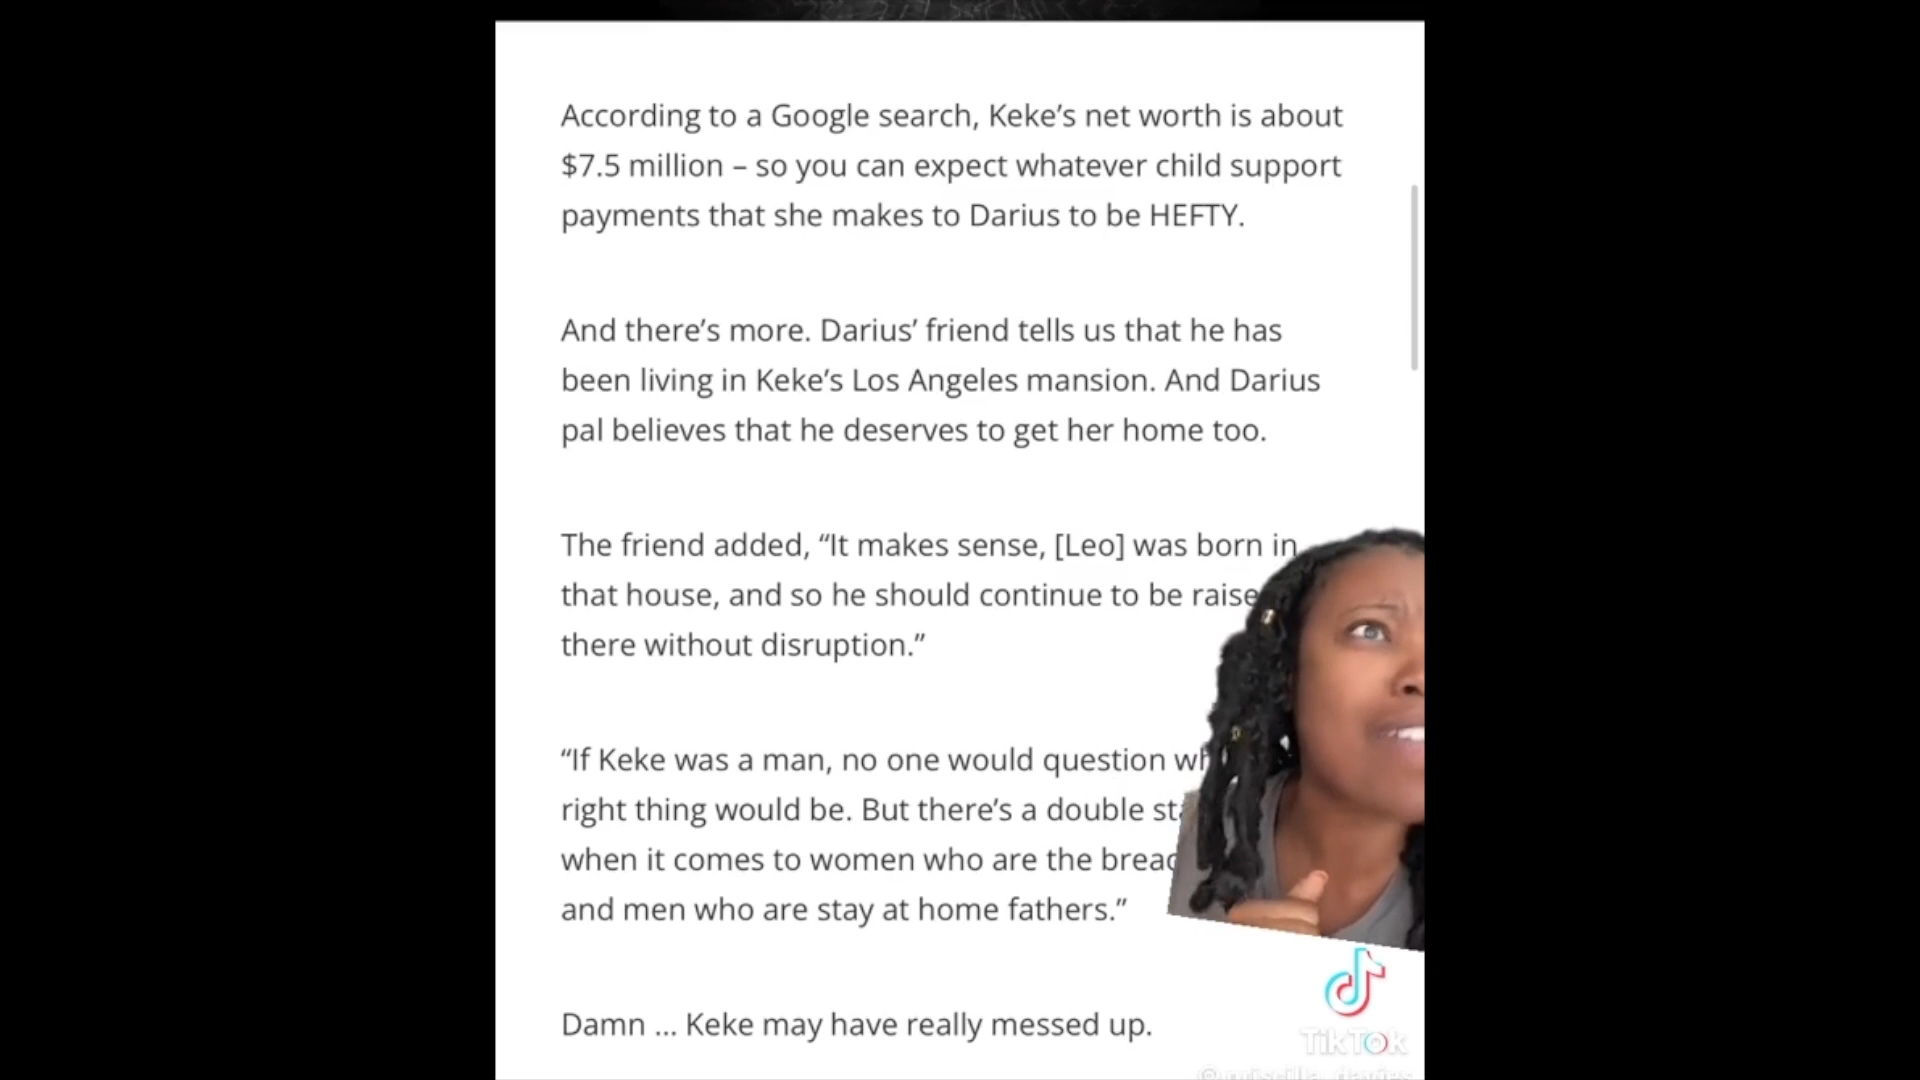 According to a Google search, Keke’s net worth is about
$7.5 million – so you can expect whatever child support
payments that she makes to Darius to be HEFTY.
And there’s more. Darius’ friend tells us that he has
been living in Keke’s Los Angeles mansion. And Darius
pal believes that he deserves to get her home too.
The friend added, “It makes sense, [Leo] was born in
that house, and so he should continue to be raise
there without disruption.”
“If Keke was a man, no one would question
right thing would be. But there’s a double
when it comes to women who are the
and men who are stay at home fathers.”
Damn ... Keke may have really messed up.
TikTok